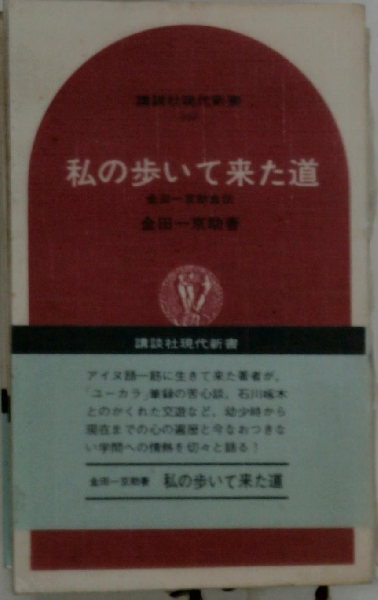 講談社現代新書
私の歩いて来た道
金田一京助自伝
金田一京助著
講談社現代新書
アイヌ語一筋に生きて来た著者が、
「ユーカラ」筆録の苦心談、石川啄木
とのかくれた交遊など、幼少時から
現在までの心の遍歴と今なおつきな
い学問への情熱を切々と語る！
金田一京助著 私の歩いて来た道